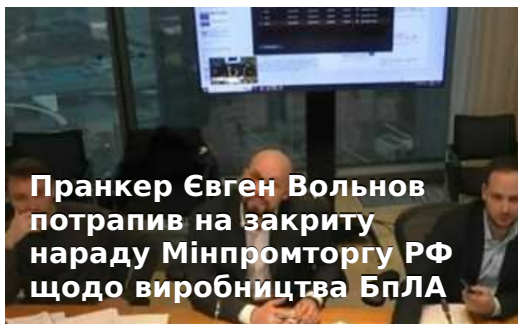 Пранкер Євген Вольнов
потрапив на закриту
нараду Мінпромторгу РФ
щодо виробництва БпЛА